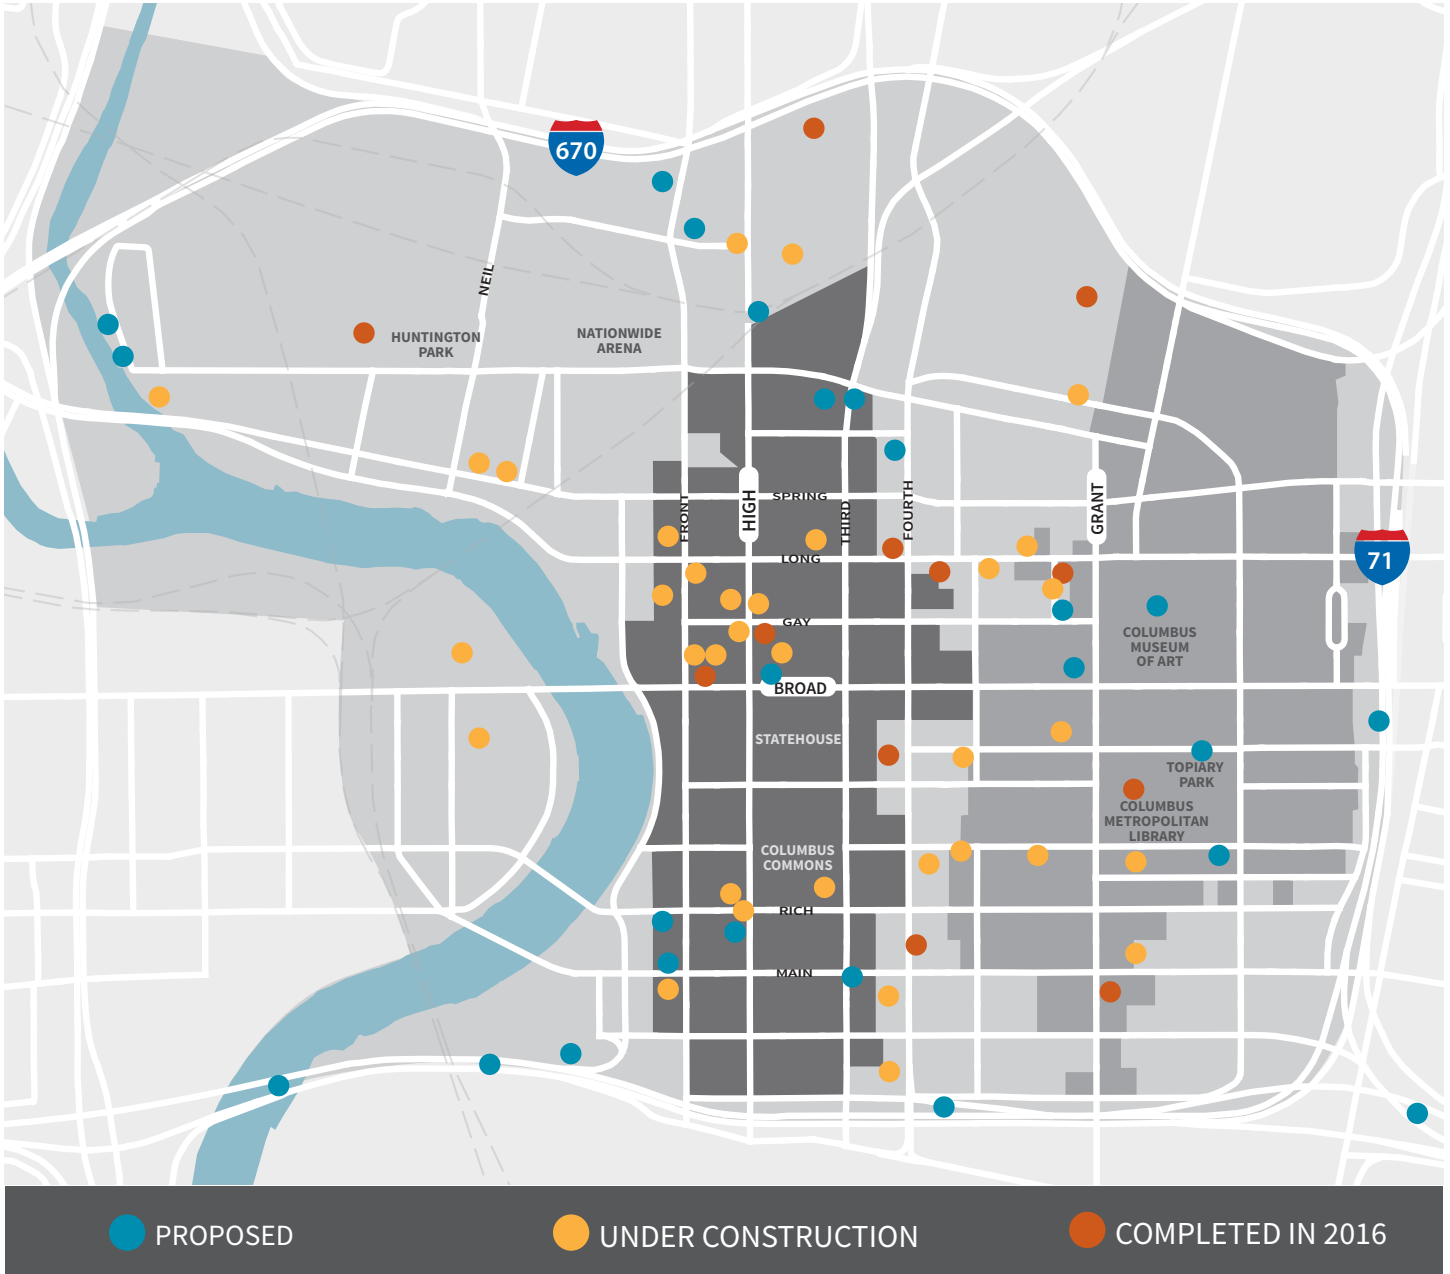 670
NEIL
HUNTINGTON
PARK
NATIONWIDE
ARENA
FRONT
HIGH
SPRING
THIRD
FOURTH
GRANT
LONG
71
GAY
COLUMBUS
MUSEUM
OF ART
BROAD
STATEHOUSE
TOPIARY
PARK
COLUMBUS
METROPOLITAN
LIBRARY
COLUMBUS
COMMONS
RICH
MAIN
PROPOSED
UNDER CONSTRUCTION
COMPLETED IN 2016